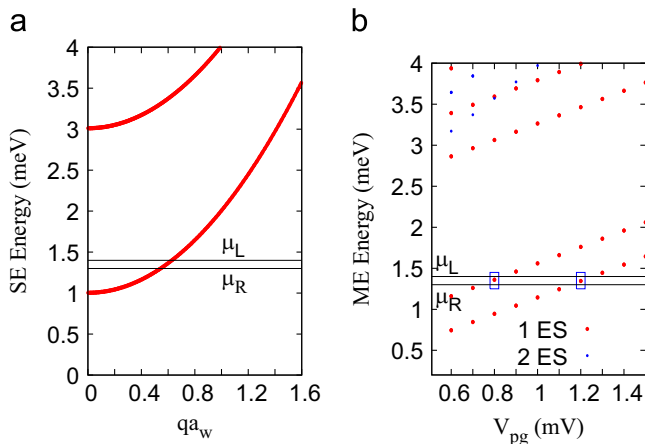 a
SE Energy (meV)
4
3.5
3
2.5
2
1.5
1
0.5
0
μL
μR
0
0.4
0.8
1.2
1.6
qaw
b
ME Energy (meV)
4
3.5
3
2.5
2
1.5
1
0.5
μL
μR
1 ES
2 ES
0.6
0.8
1
1.2
1.4
Vpg (mV)